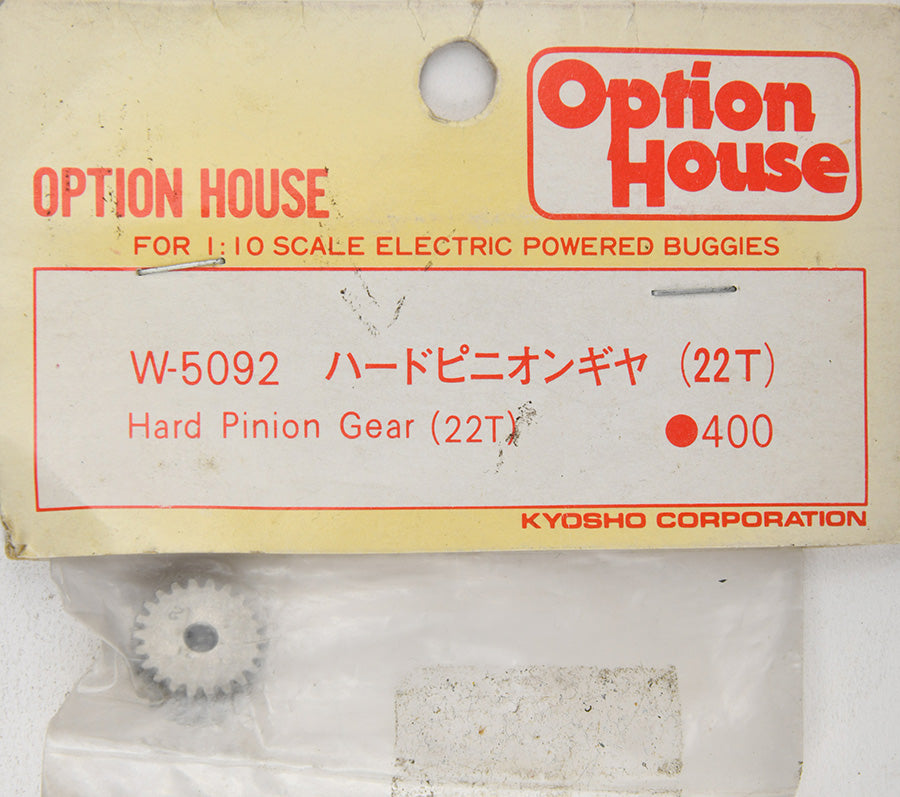 Option
House
OPTION HOUSE
FOR 1:10 SCALE ELECTRIC POWERED BUGGIES
W-5092 ハードピニオンギヤ (22T)
Hard Pinion Gear (22T) ●400
KYOSHO CORPORATION